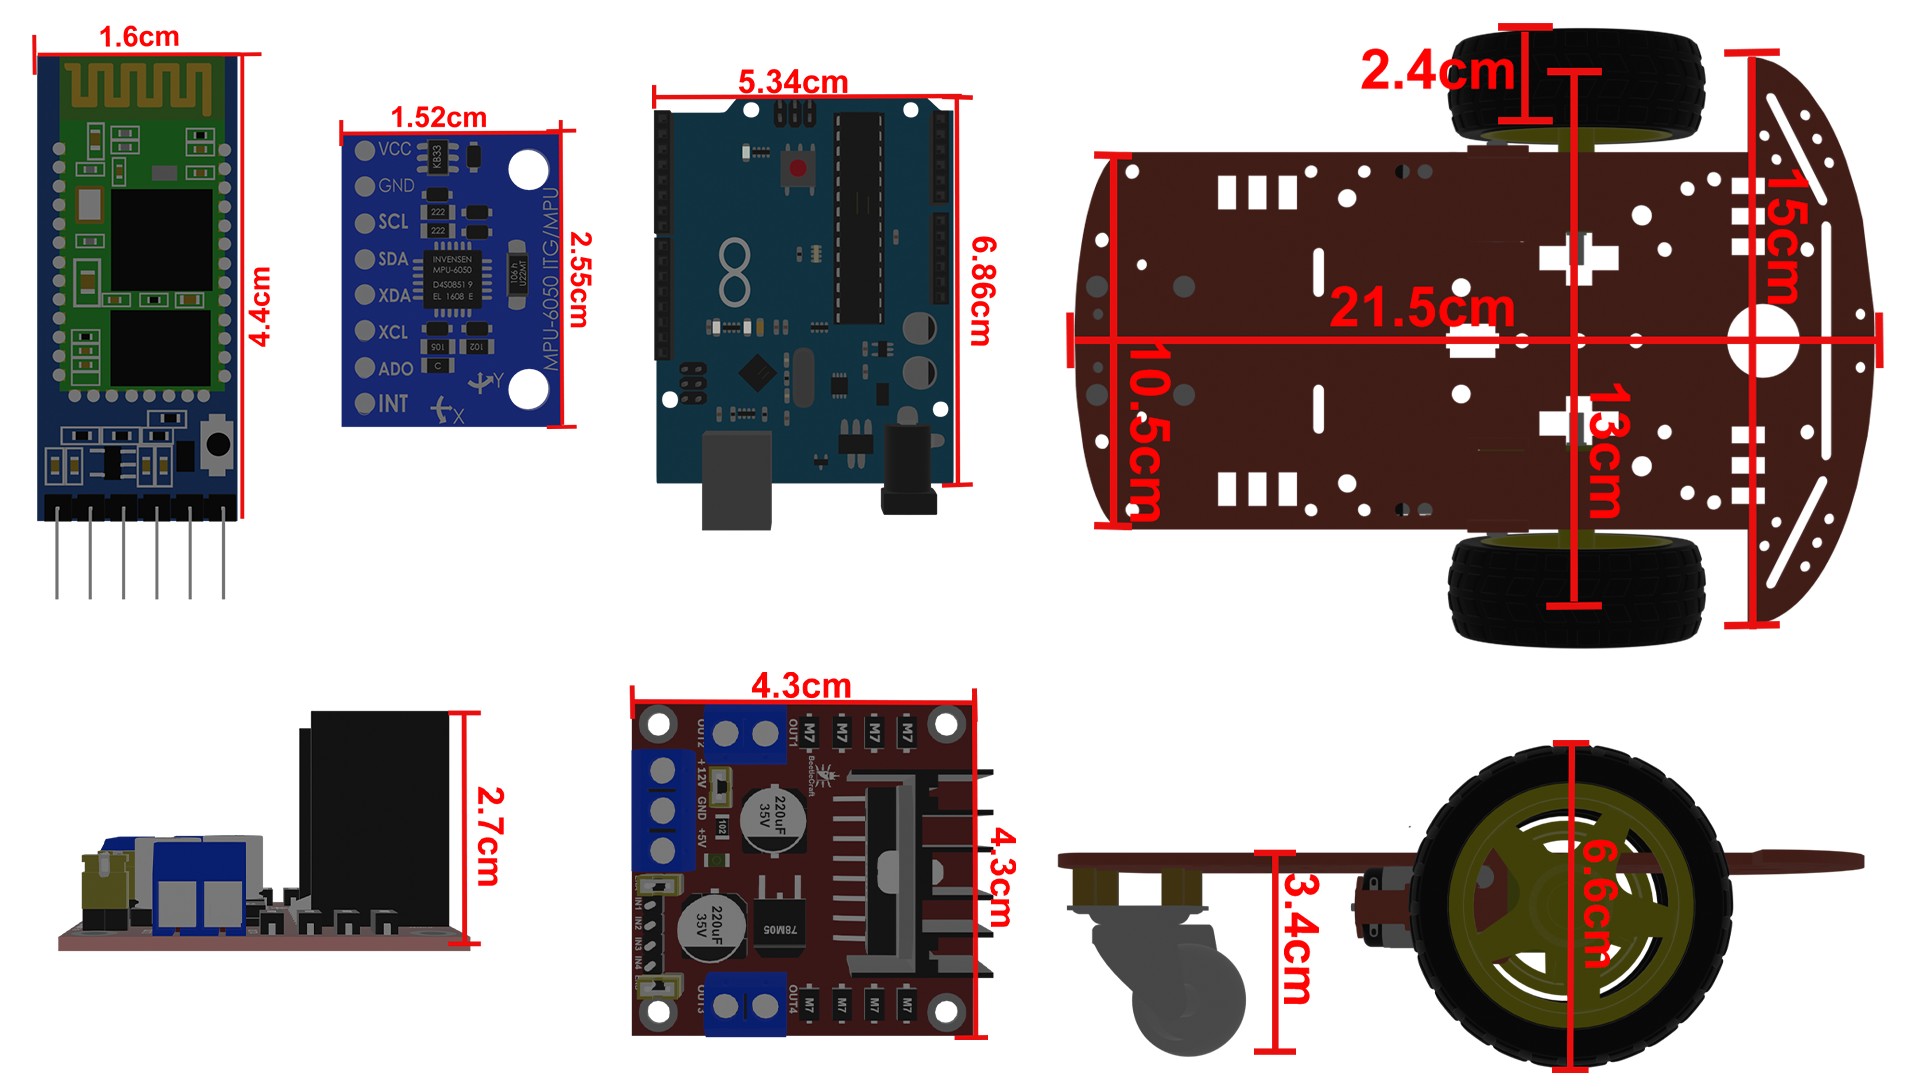 1.6cm
4.4cm
1.52cm
2.55cm
VCC
GND
SCL
SDA
XDA
XCL
ADO
INT
KB33
222
222
INVENSEN
MPU-6050
D4S0851 9
EL 1608 E
106 h
U22MT
105
102
C
Y
X
MPU-6050 ITG/MPU
5.34cm
6.86cm
2.4cm
15cm
21.5cm
10.5cm
13cm
2.7cm
4.3cm
4.3cm
OUT2
OUT1
M7
M7
M7
M7
+12V
GND
+5V
BeetleCraft
220uF
35V
102
IN1
IN2
IN3
IN4
220uF
35V
78M05
OUT3
OUT4
M7
M7
M7
M7
3.4cm
6.6cm